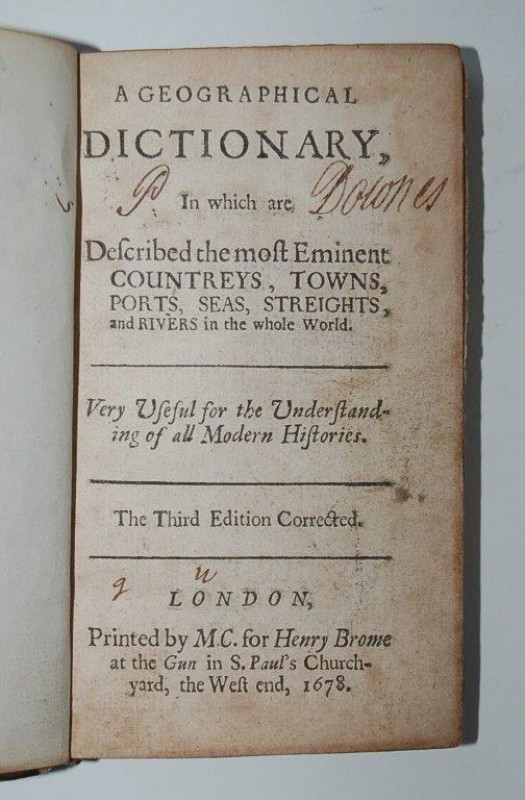 A GEOGRAPHICAL
DICTIONARY,
P In which are Downes
Deſcribed the moſt Eminent
COUNTREYS, TOWNS,
PORTS, SEAS, STREIGHTS,
and RIVERS in the whole World.
Very Uſeful for the Underſtand-
ing of all Modern Hiſtories.
The Third Edition Corrected.
LONDON,
Printed by M.C. for Henry Brome
at the Gun in S. Paul's Church-
yard, the Weſt end, 1678.